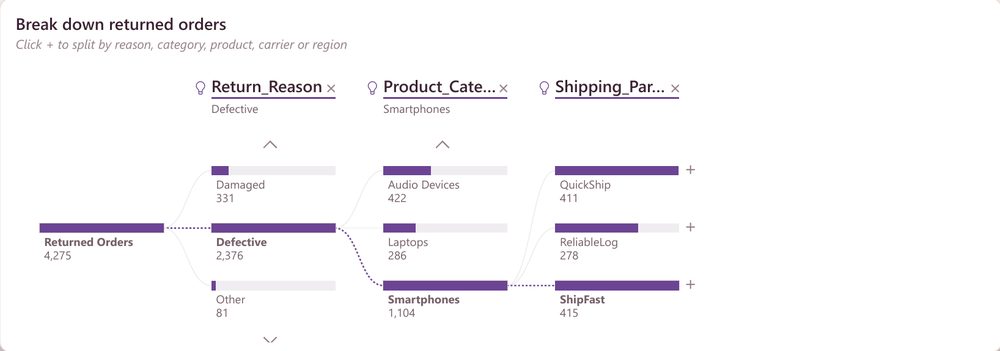 Break down returned orders
Click + to split by reason, category, product, carrier or region
Return_Reason ×
Defective
Product_Cate... ×
Smartphones
Shipping_Par... ×
Returned Orders
4,275
Damaged
331
Defective
2,376
Other
81
Audio Devices
422
Laptops
286
Smartphones
1,104
QuickShip
411
+
ReliableLog
278
+
ShipFast
415
+